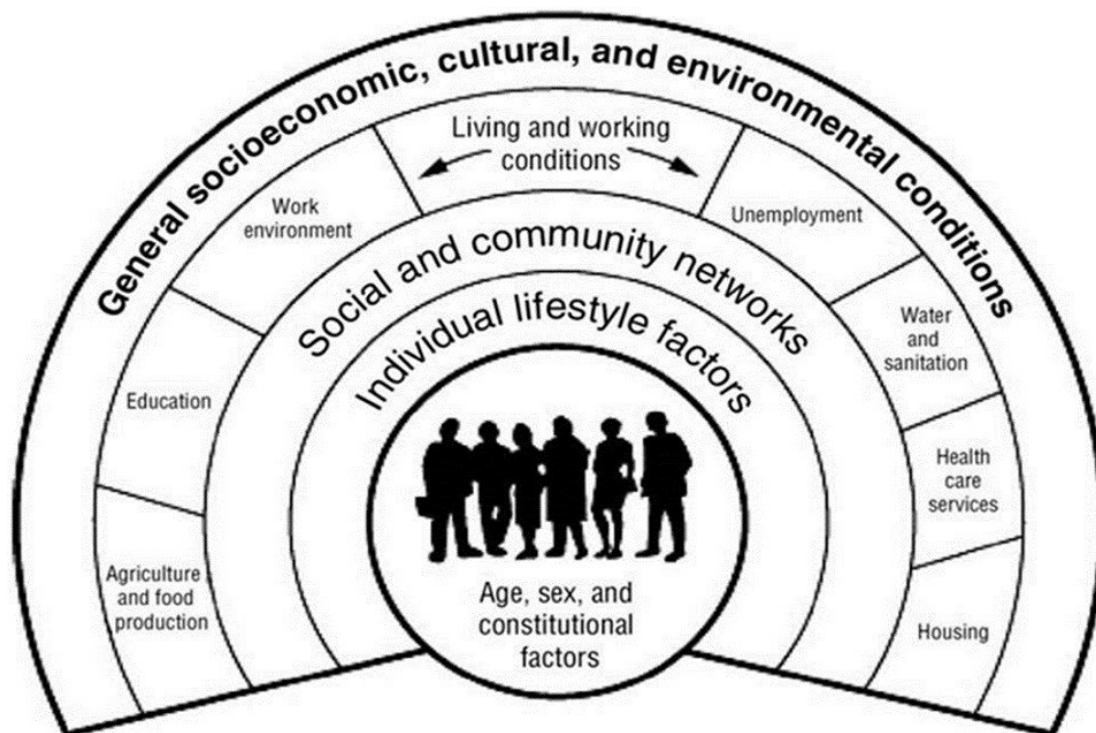 General socioeconomic, cultural, and environmental conditions
Living and working
conditions
Work
environment
Unemployment
Education
Water
and
sanitation
Agriculture
and food
production
Health
care
services
Housing
Social and community networks
Individual lifestyle factors
Age, sex, and
constitutional
factors